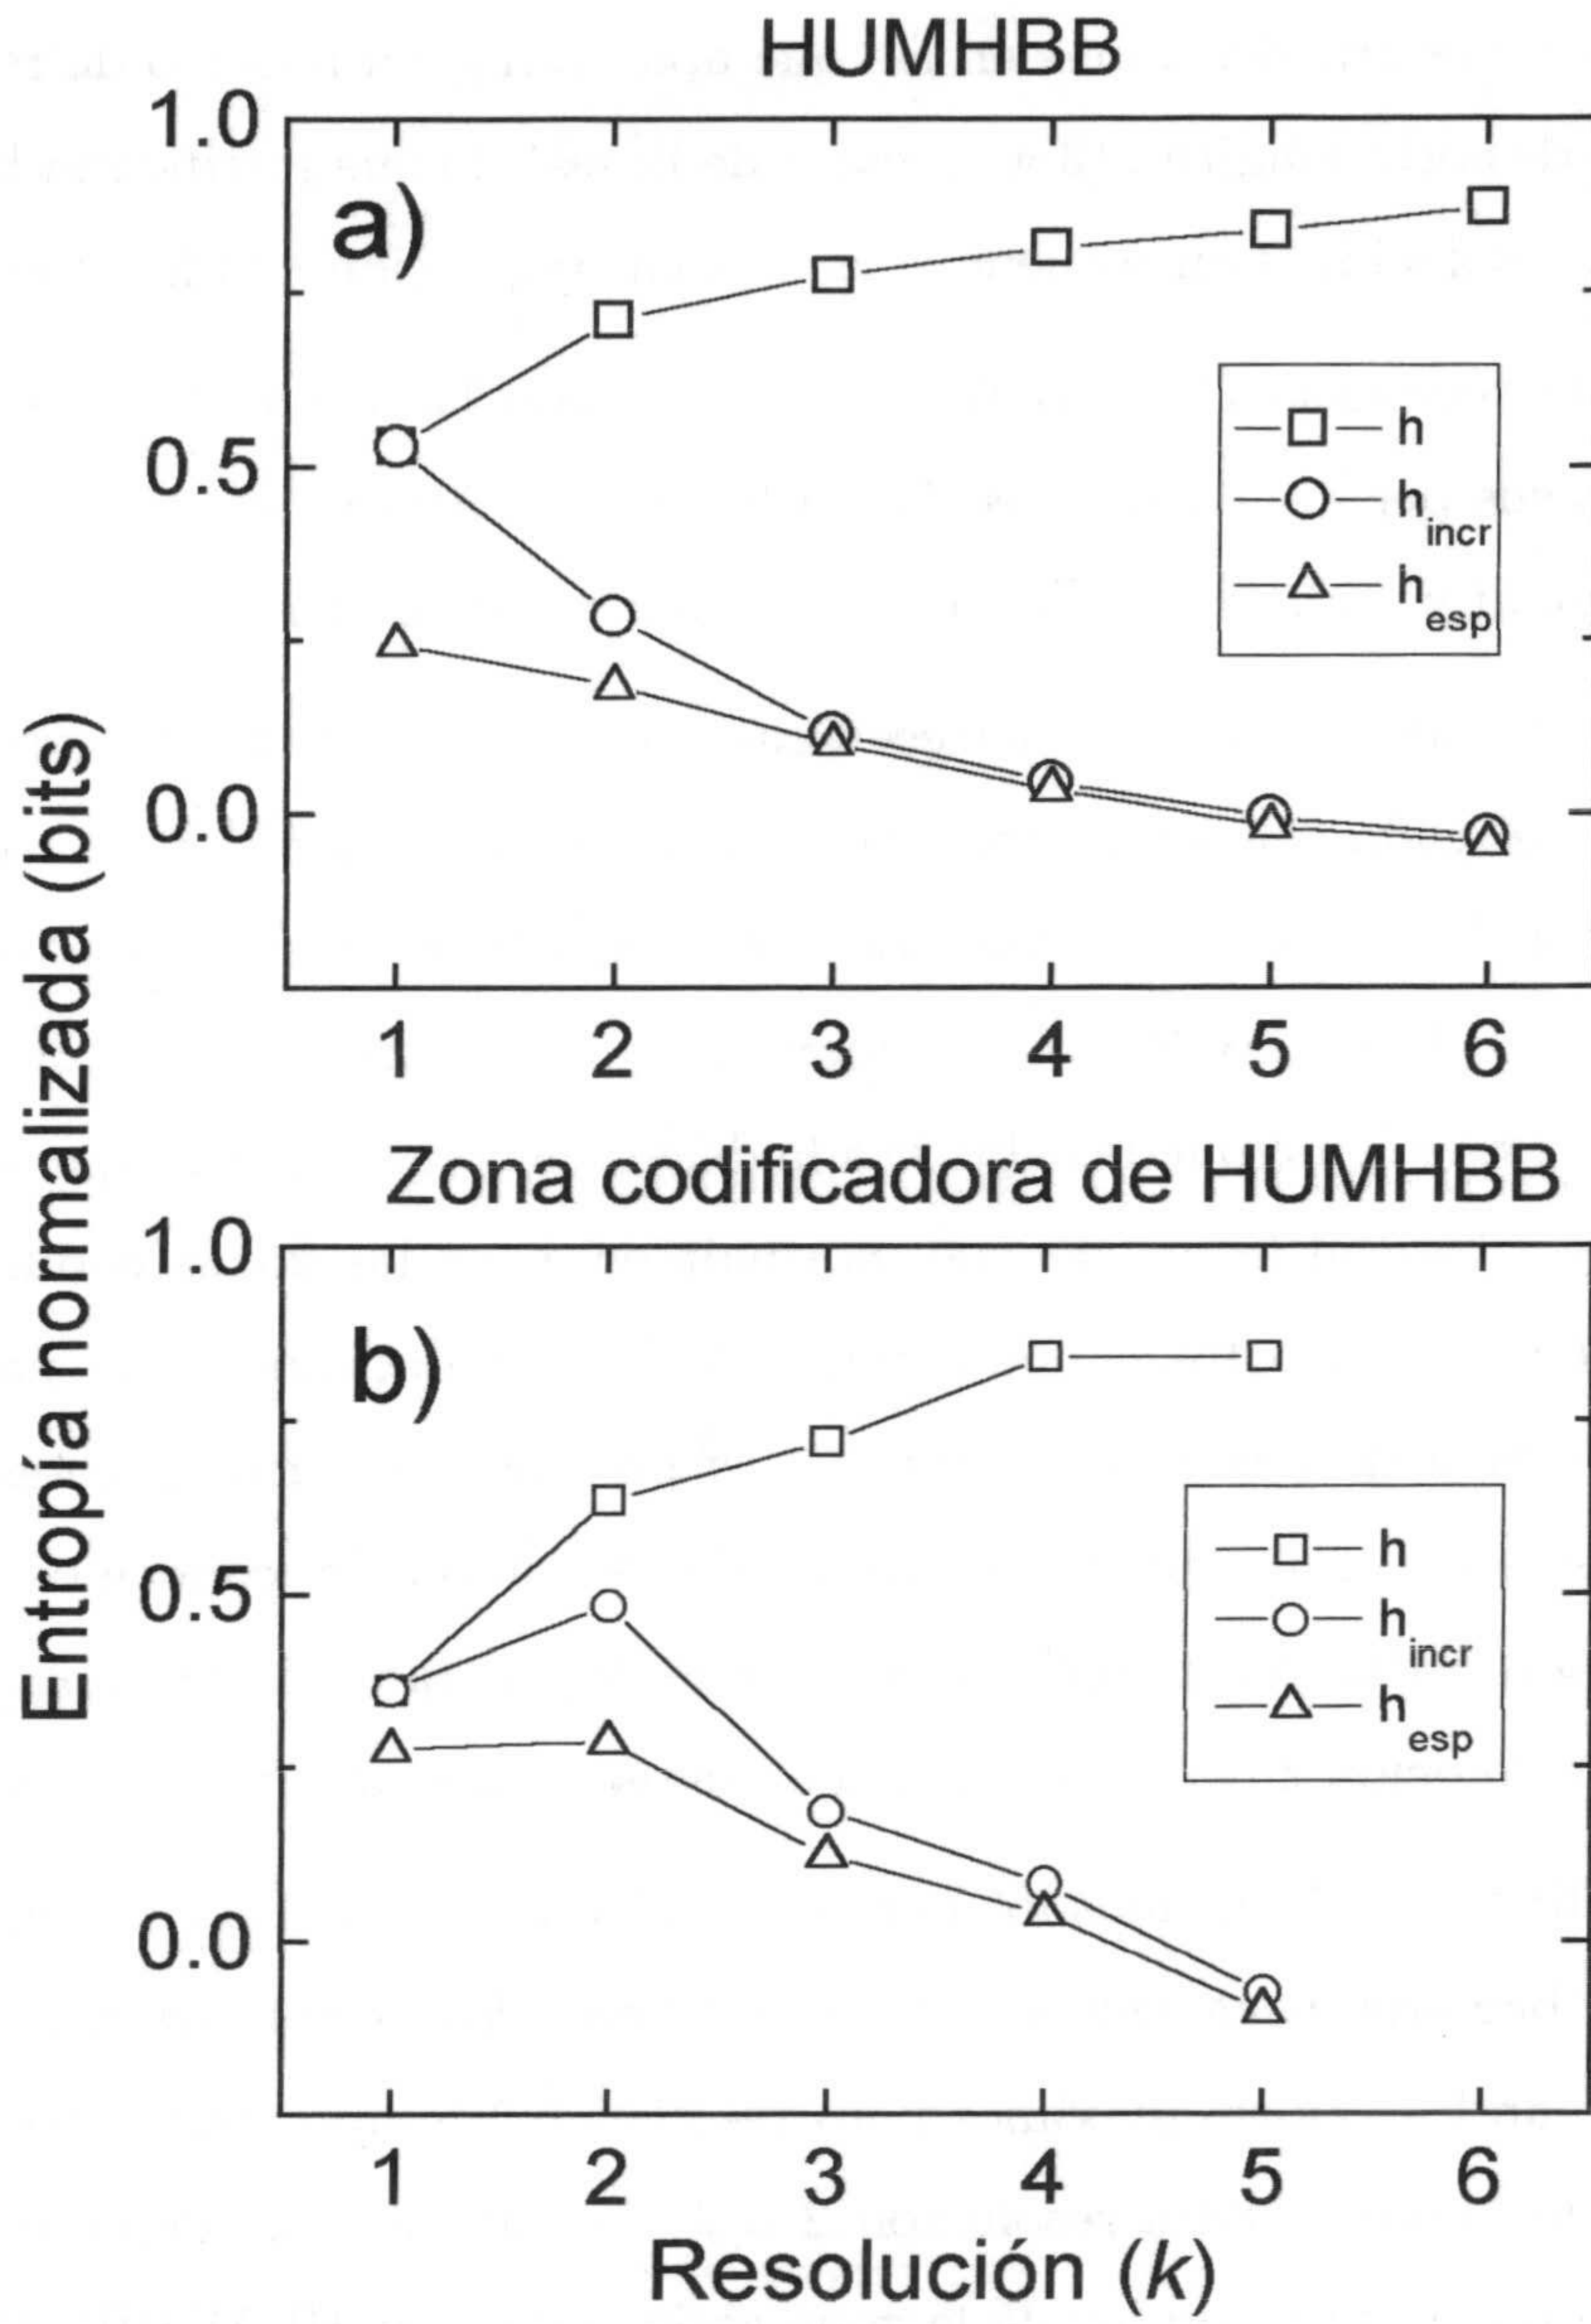 HUMHBB
a)
1.0
0.5
0.0
h
h incr
h esp
1 2 3 4 5 6
Entropía normalizada (bits)
Zona codificadora de HUMHBB
b)
1.0
0.5
0.0
h
h incr
h esp
1 2 3 4 5 6
Resolución (k)